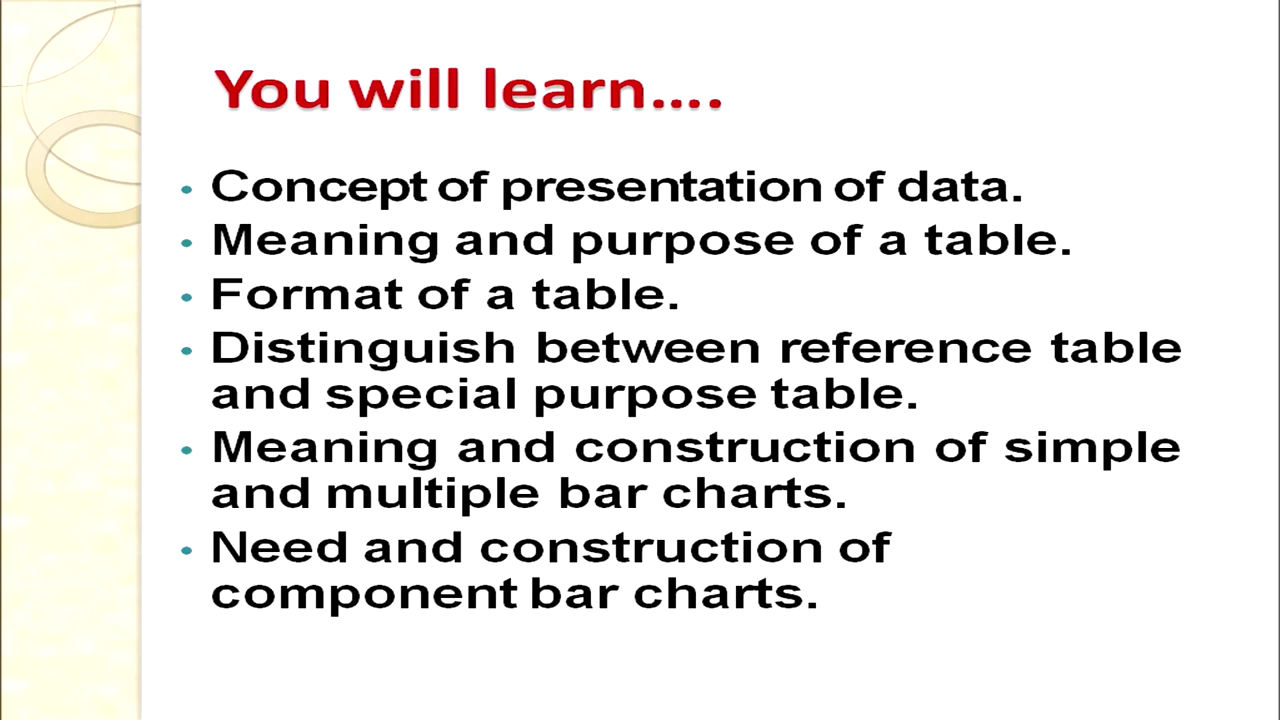 You will learn....
• Concept of presentation of data.
• Meaning and purpose of a table.
• Format of a table.
• Distinguish between reference table
and special purpose table.
• Meaning and construction of simple
and multiple bar charts.
• Need and construction of
component bar charts.